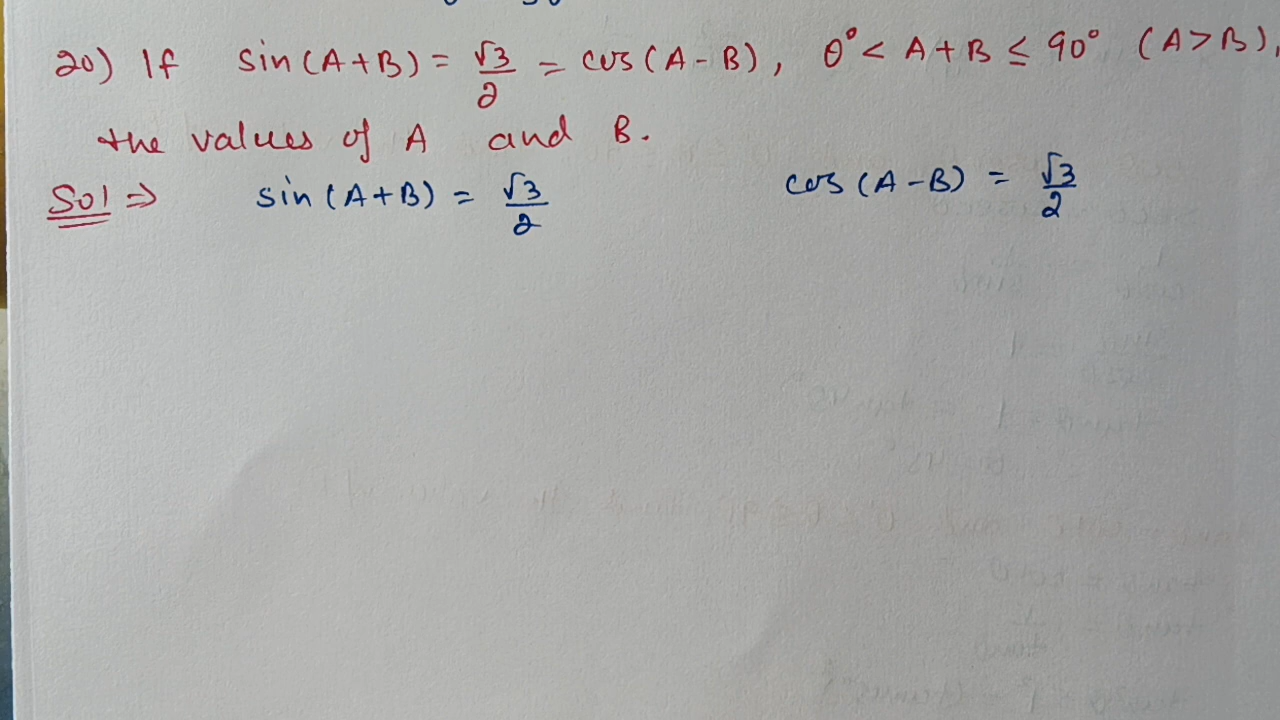 20) If sin(A+B) = √3/2 = cos(A-B), 0°< A+B ≤ 90° (A>B),
the values of A and B.
Sol ⇒ sin(A+B) = √3/2 cos(A-B) = √3/2